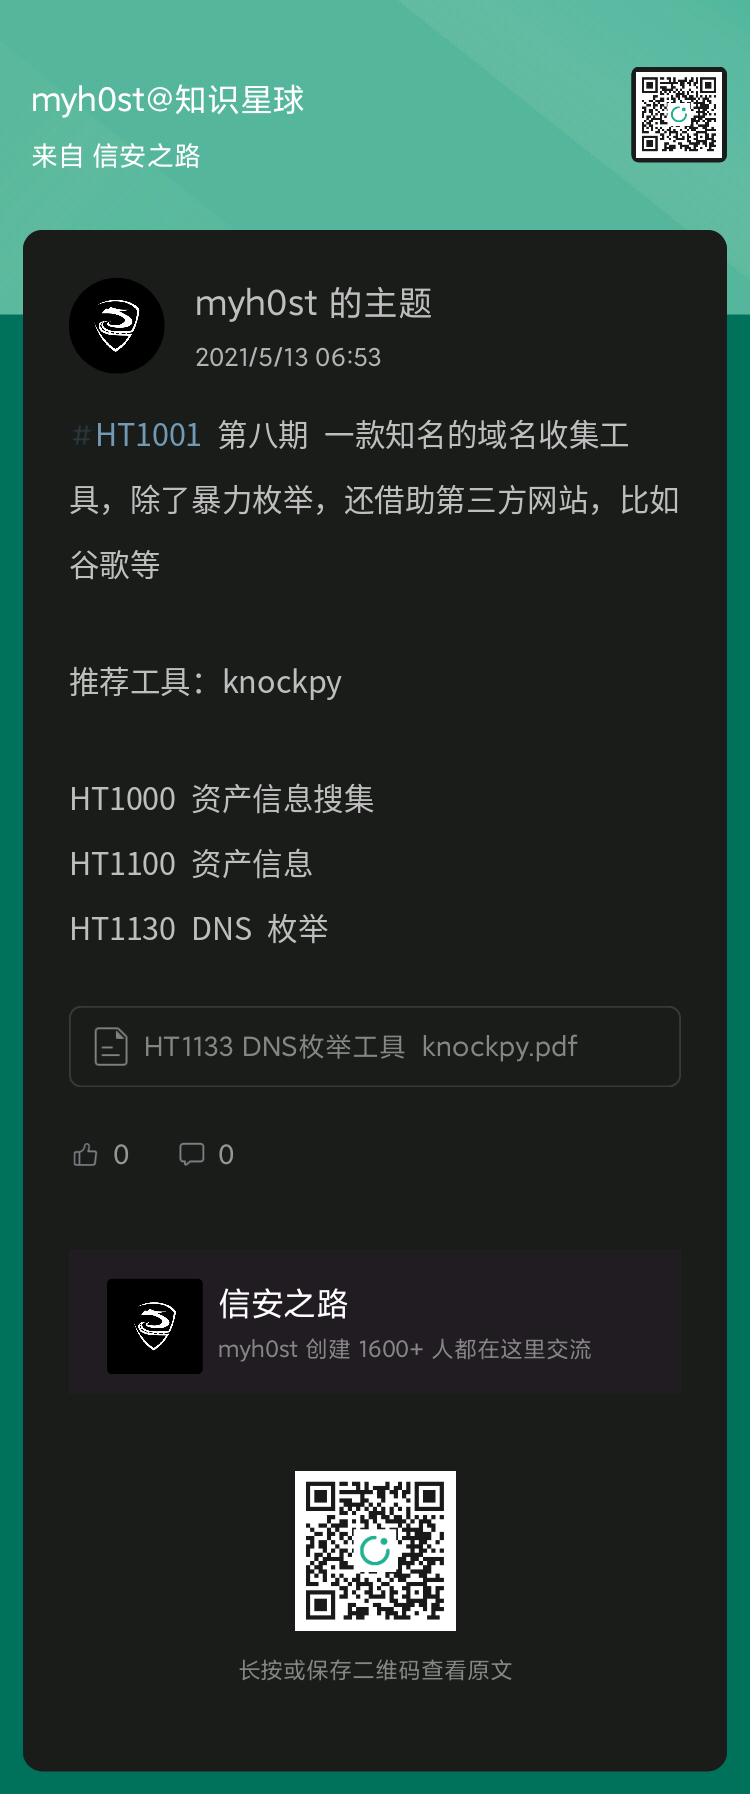 myh0st@知识星球
来自 信安之路
myh0st 的主题
2021/5/13 06:53
#HT1001 第八期 一款知名的域名收集工
具，除了暴力枚举，还借助第三方网站，比如
谷歌等
推荐工具：knockpy
HT1000 资产信息搜集
HT1100 资产信息
HT1130 DNS 枚举
HT1133 DNS枚举工具 knockpy.pdf
0 0
信安之路
myh0st 创建 1600+ 人都在这里交流
长按或保存二维码查看原文